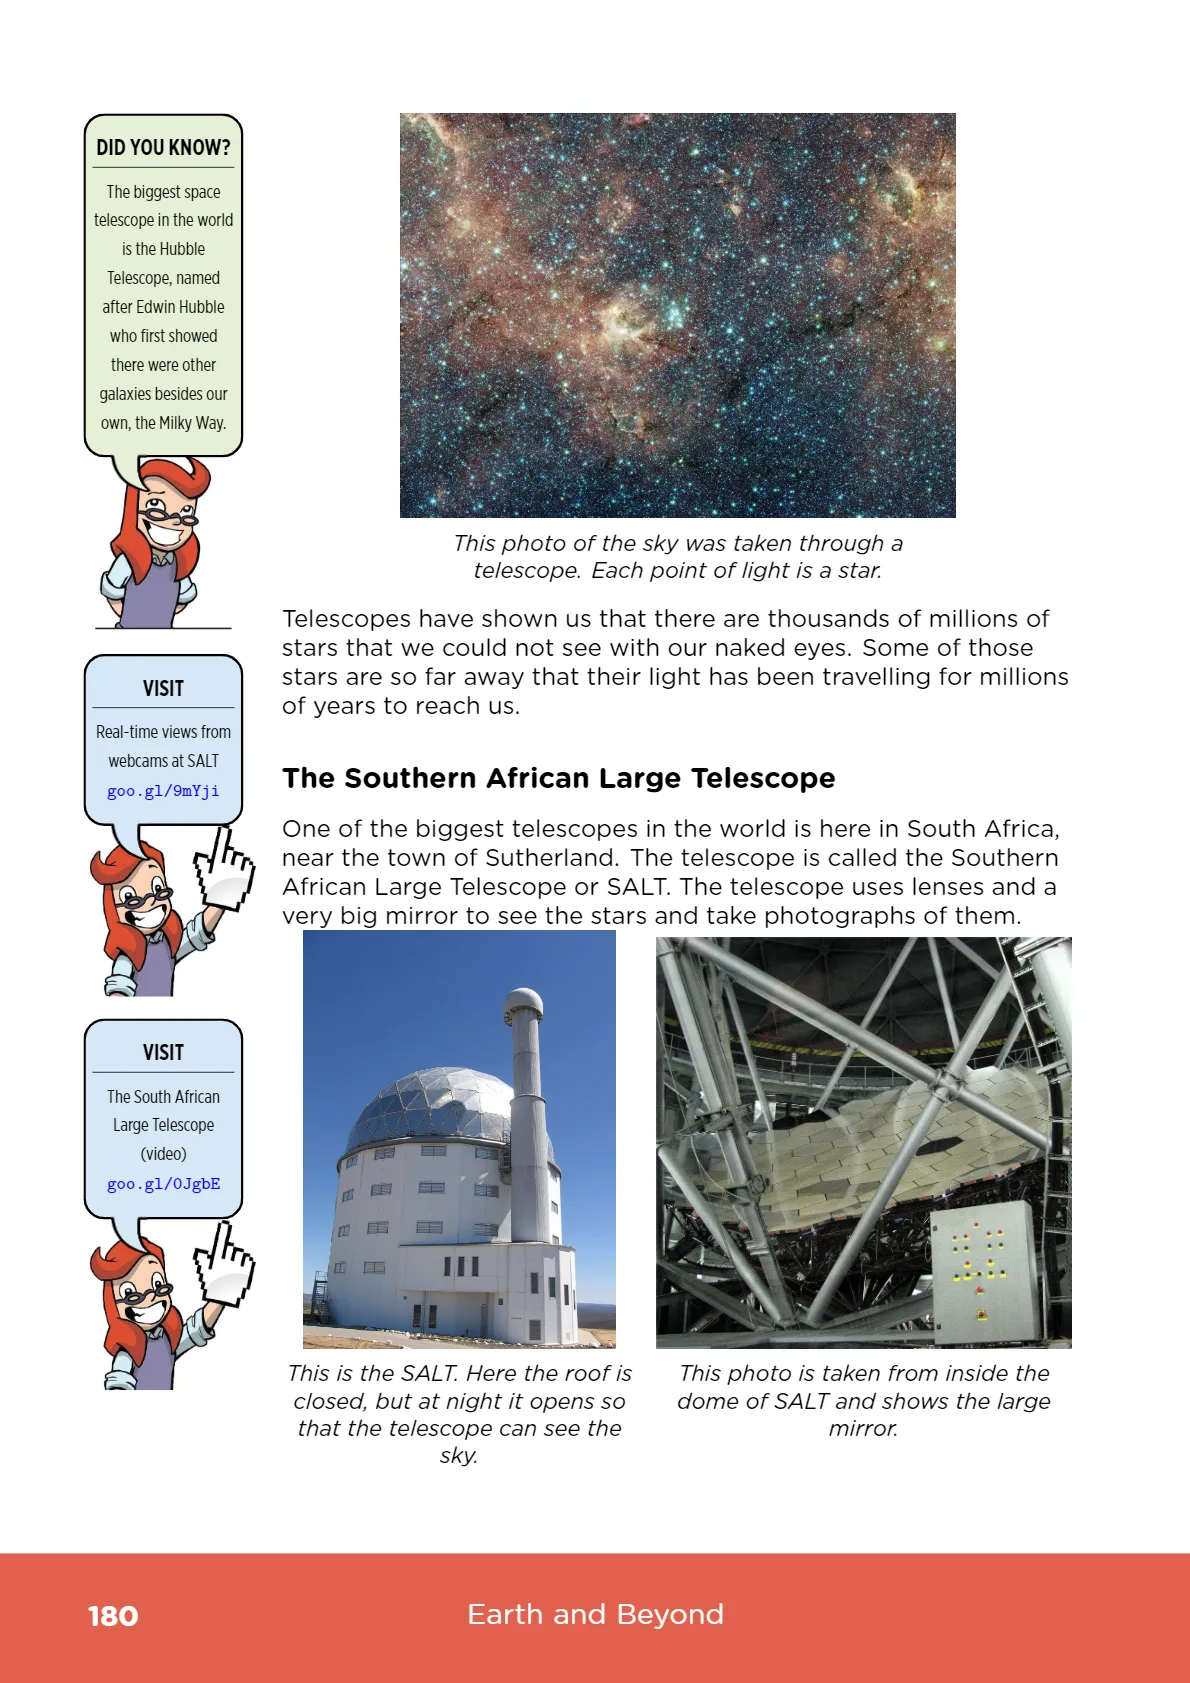 DID YOU KNOW?
The biggest space
telescope in the world
is the Hubble
Telescope, named
after Edwin Hubble
who first showed
there were other
galaxies besides our
own, the Milky Way.
This photo of the sky was taken through a
telescope. Each point of light is a star.
Telescopes have shown us that there are thousands of millions of
stars that we could not see with our naked eyes. Some of those
stars are so far away that their light has been travelling for millions
of years to reach us.
VISIT
Real-time views from
webcams at SALT
goo.gl/9mYji
The Southern African Large Telescope
One of the biggest telescopes in the world is here in South Africa,
near the town of Sutherland. The telescope is called the Southern
African Large Telescope or SALT. The telescope uses lenses and a
very big mirror to see the stars and take photographs of them.
VISIT
The South African
Large Telescope
(video)
goo.gl/0JgbE
This is the SALT. Here the roof is
closed, but at night it opens so
that the telescope can see the
sky.
This photo is taken from inside the
dome of SALT and shows the large
mirror.
180
Earth and Beyond